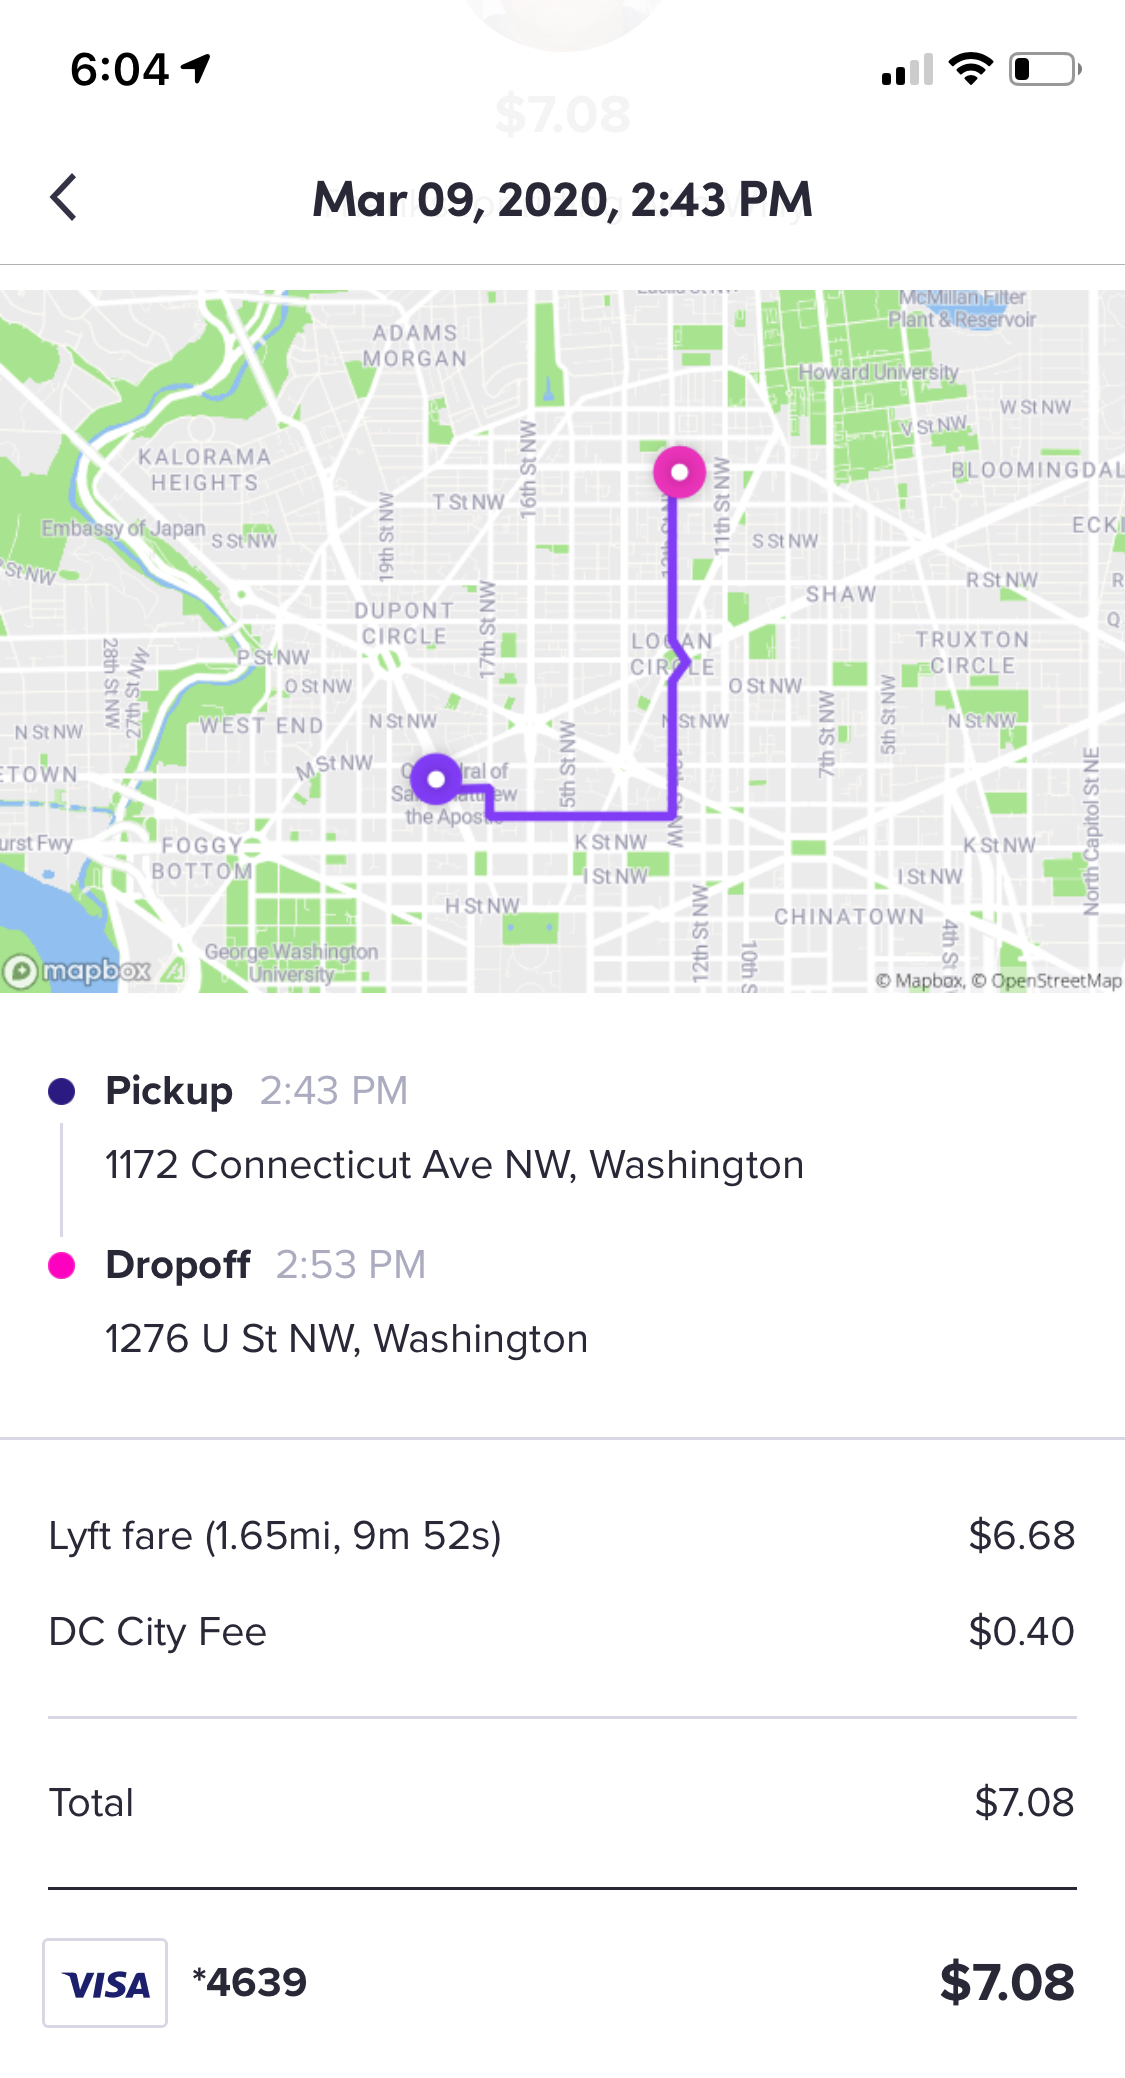 $7.08
6:04
Mar 09, 2020, 2:43 PM
McMillan Filter
Plant & Reservoir
ADAMS
MORGAN
Howard University
W St NW
16th St NW
V St NW
KALORAMA
HEIGHTS
BLOOMINGDAL
T St NW
11th St NW
19th St NW
Embassy of Japan
S St NW
S St NW
ECKI
St NW
R St NW
R
SHAW
DUPONT
CIRCLE
17th St NW
Q
LOGAN
CIRCLE
TRUXTON
CIRCLE
28th St NW
27th St NW
P St NW
O St NW
O St NW
WEST END
N St NW
N St NW
N St NW
N St NW
7th St NW
5th St NW
5th St NW
M St NW
ETOWN
the Apost
North Capitol St NE
urst Fwy
FOGGY
BOTTOM
K St NW
K St NW
I St NW
I St NW
H St NW
12th St NW
CHINATOWN
10th S
4th St
George Washington
University
mapbox
© Mapbox, © OpenStreetMap
Pickup 2:43 PM
1172 Connecticut Ave NW, Washington
Dropoff 2:53 PM
1276 U St NW, Washington
Lyft fare (1.65mi, 9m 52s) $6.68
DC City Fee $0.40
Total $7.08
VISA *4639 $7.08